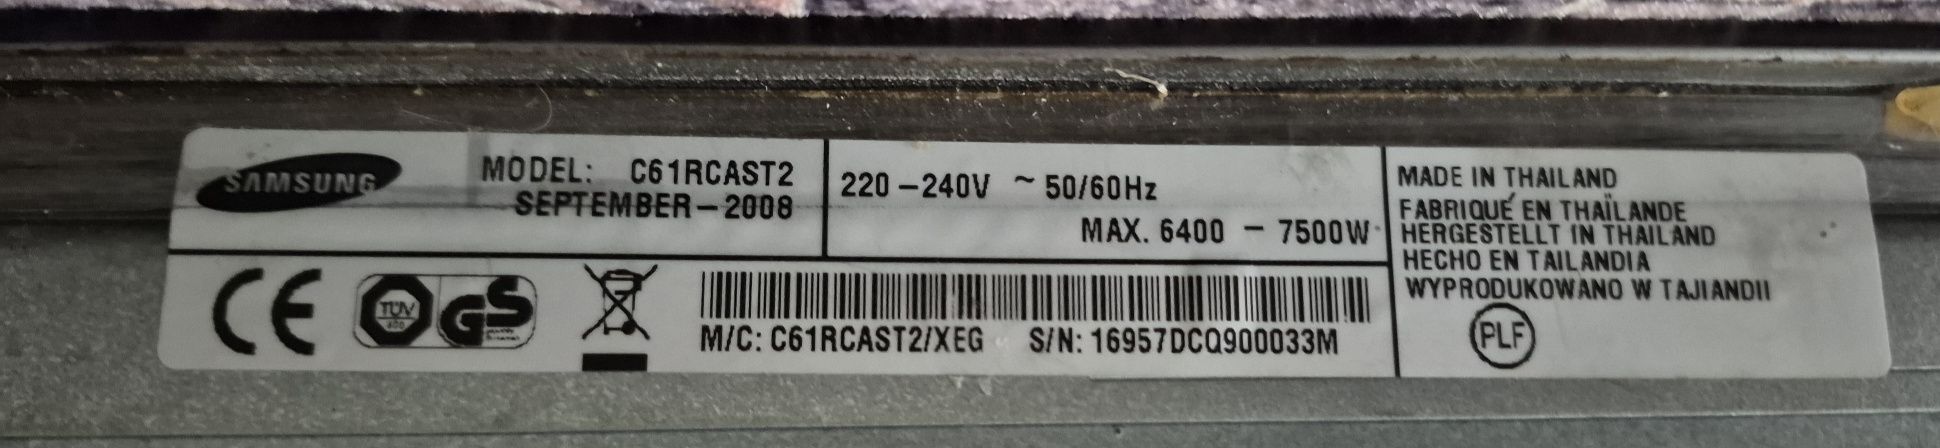 SAMSUNG
MODEL: C61RCAST2
SEPTEMBER-2008
220-240V ~ 50/60Hz
MAX. 6400 - 7500W
MADE IN THAILAND
FABRIQUÉ EN THAÏLANDE
HERGESTELLT IN THAILAND
HECHO EN TAILANDIA
WYPRODUKOWANO W TAJIANDII
CE
TÜV
GS
M/C: C61RCAST2/XEG S/N: 16957DCQ900033M
PLF